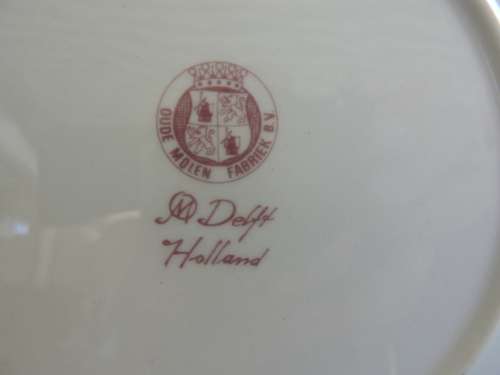 OUDE MOLEN FABRIEK B.V.
OM Delft
Holland